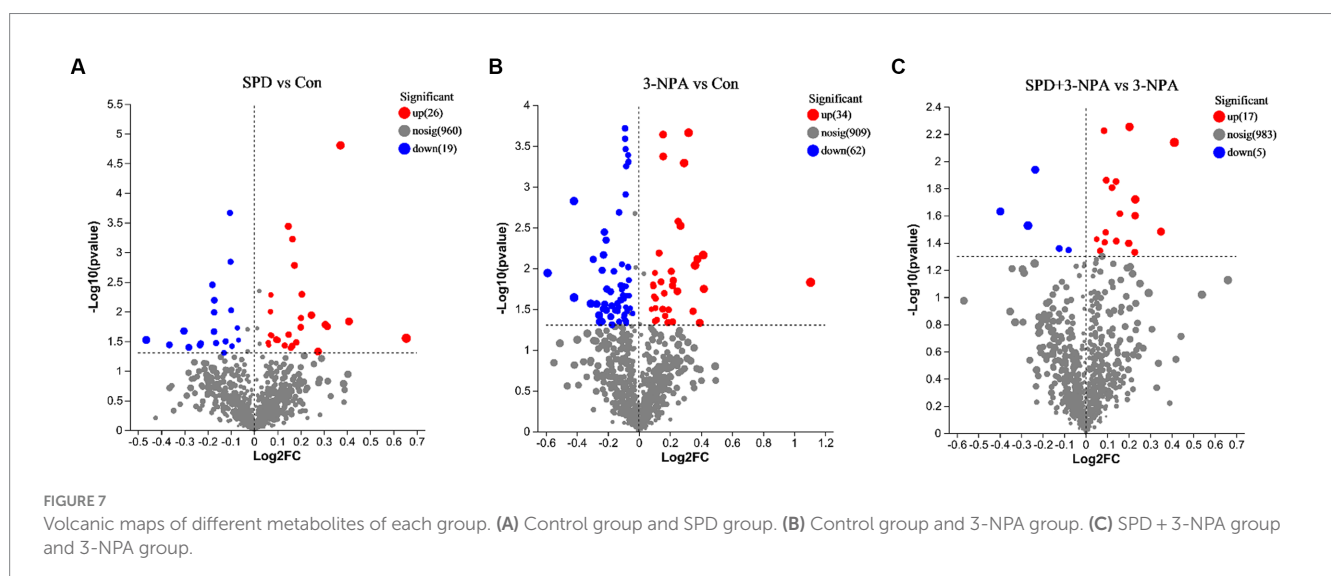 A
SPD vs Con
Significant
up(26)
nosig(960)
down(19)
-Log10(pvalue)
5.5
5
4.5
4
3.5
3
2.5
2
1.5
1
0.5
0
-0.5 -0.4 -0.3 -0.2 -0.1 0 0.1 0.2 0.3 0.4 0.5 0.6 0.7
Log2FC
B
3-NPA vs Con
Significant
up(34)
nosig(909)
down(62)
-Log10(pvalue)
4
3.5
3
2.5
2
1.5
1
0.5
0
-0.6 -0.4 -0.2 0 0.2 0.4 0.6 0.8 1 1.2
Log2FC
C
SPD+3-NPA vs 3-NPA
Significant
up(17)
nosig(983)
down(5)
-Log10(pvalue)
2.4
2.2
2
1.8
1.6
1.4
1.2
1
0.8
0.6
0.4
0.2
0
-0.6 -0.5 -0.4 -0.3 -0.2 -0.1 0 0.1 0.2 0.3 0.4 0.5 0.6 0.7
Log2FC
FIGURE 7
Volcanic maps of different metabolites of each group. (A) Control group and SPD group. (B) Control group and 3-NPA group. (C) SPD + 3-NPA group
and 3-NPA group.